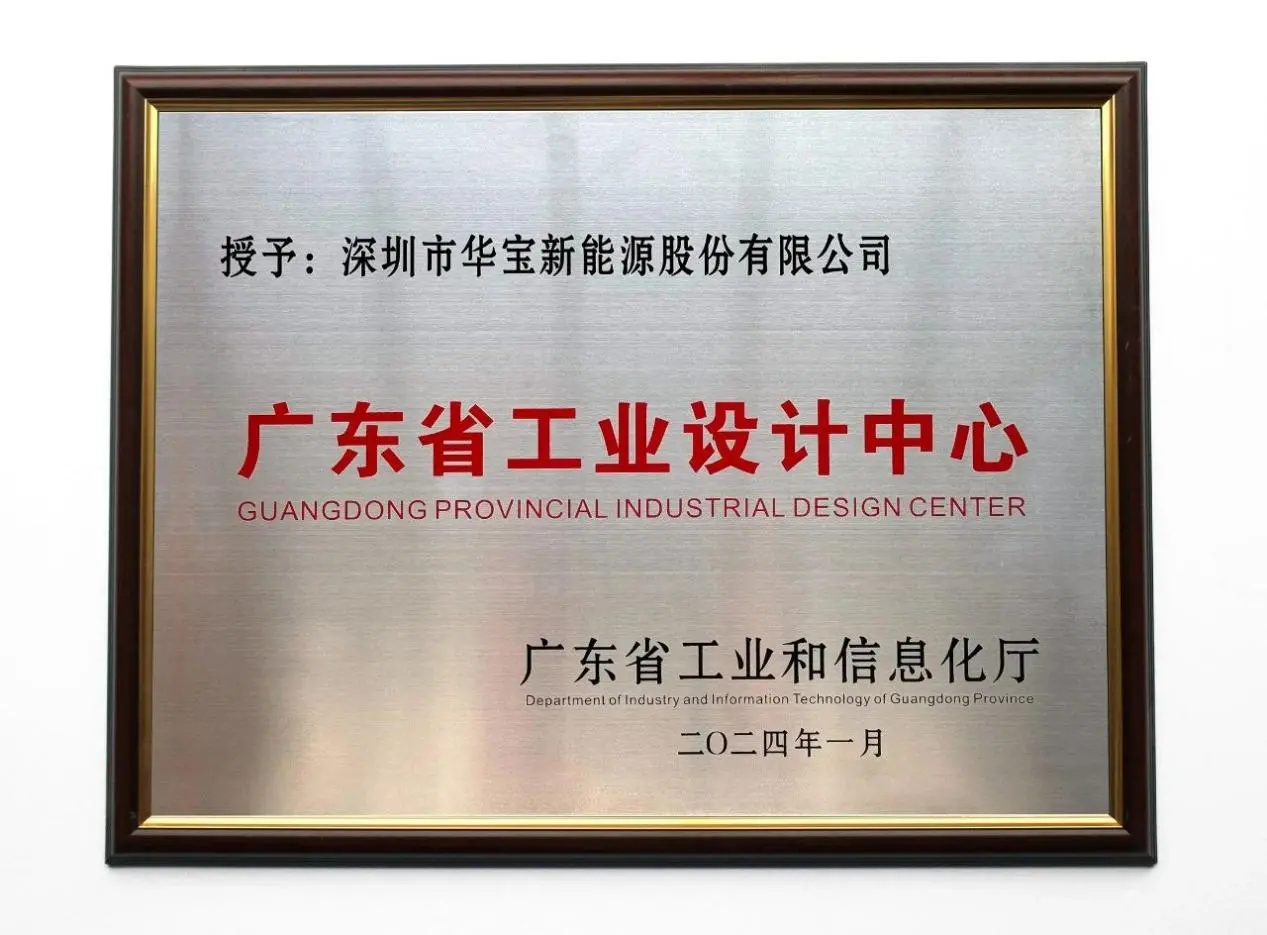 授予：深圳市华宝新能源股份有限公司
广东省工业设计中心
GUANGDONG PROVINCIAL INDUSTRIAL DESIGN CENTER
广东省工业和信息化厅
Department of Industry and Information Technology of Guangdong Province
二〇二四年一月